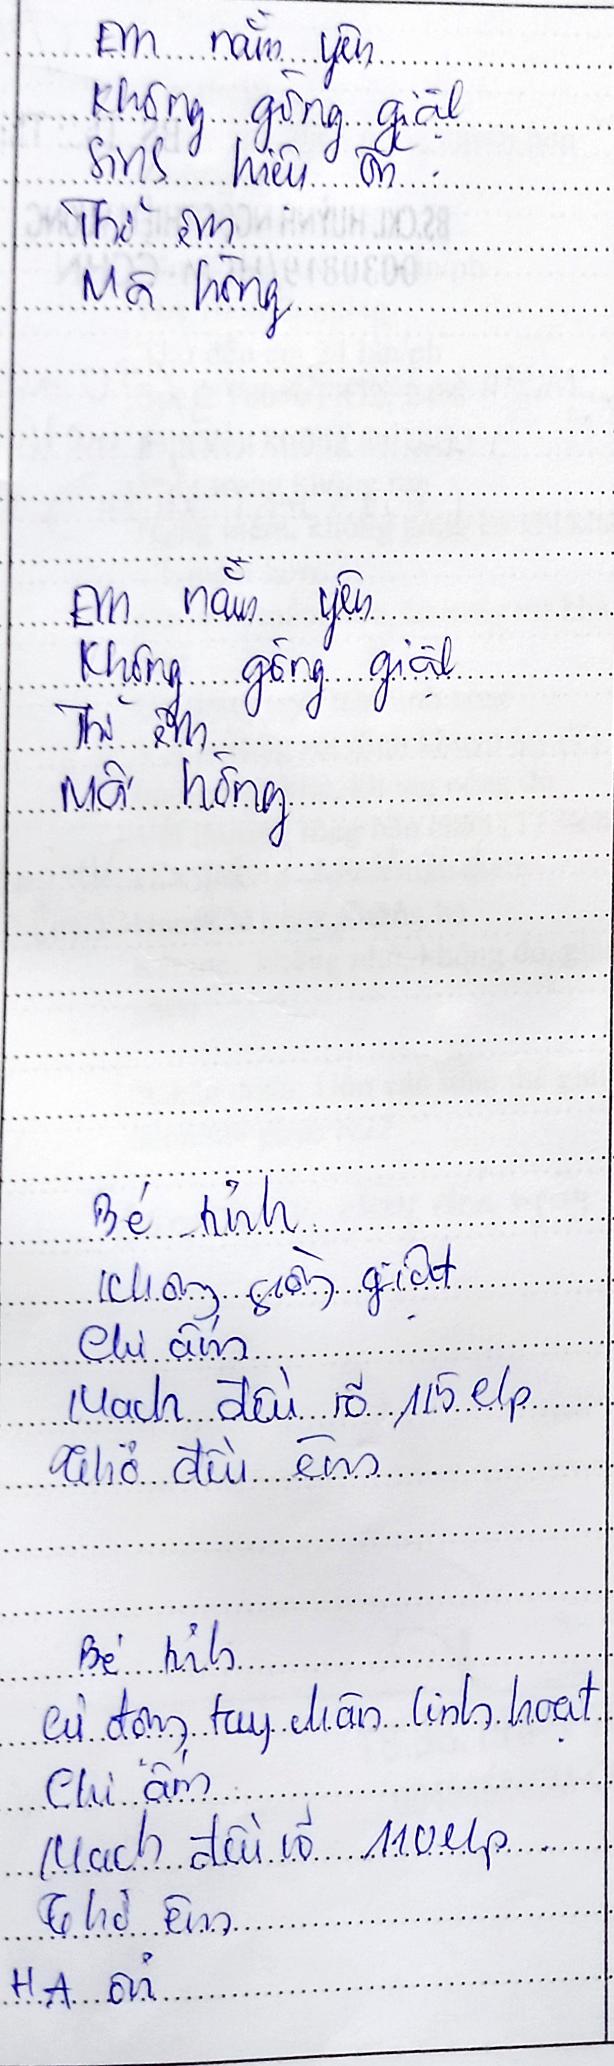 Em nằm yên
Không gồng giật
Sinh hiệu ổn
Thở êm
Môi hồng
Em nằm yên
Không gồng giật
Thở êm
Môi hồng
Bé tỉnh
Không gồng giật
Chi ấm
Mạch đều rõ 115 l/p
Thở đều êm
Bé tỉnh
Cử động tay chân linh hoạt
Chi ấm
Mạch đều rõ 110 l/p
Thở êm
HA ổn